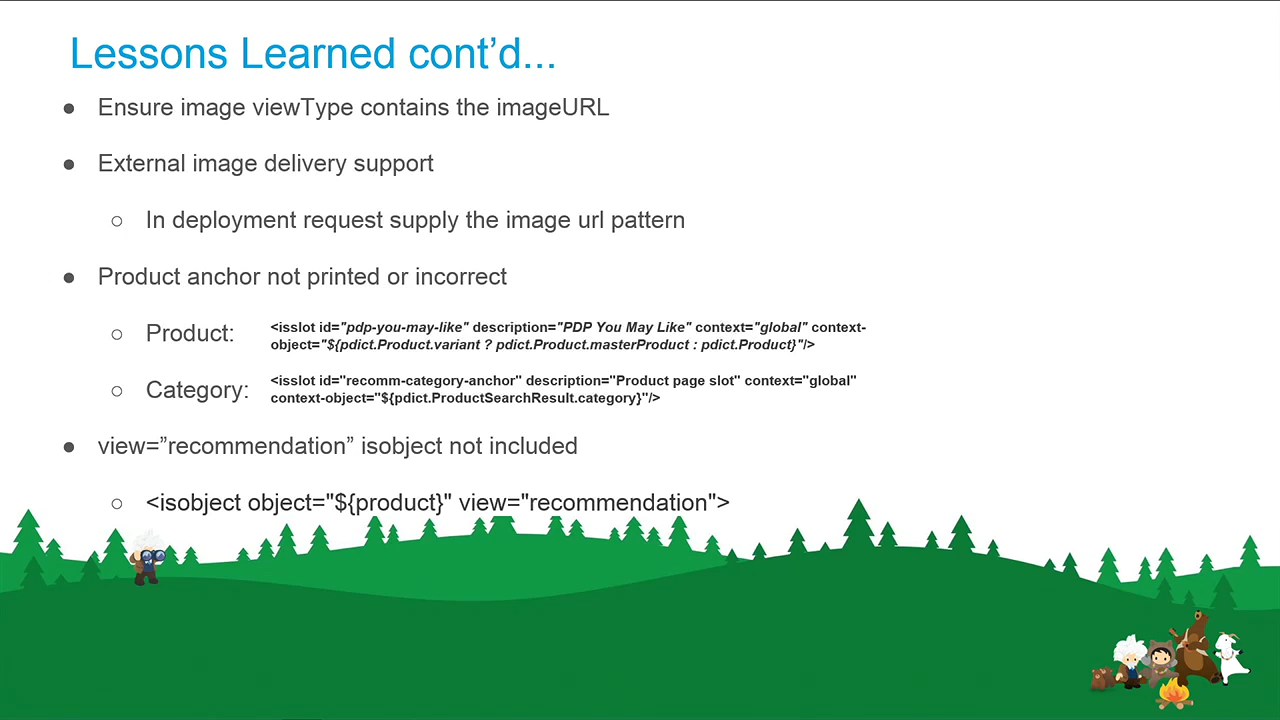 Lessons Learned cont’d...
● Ensure image viewType contains the imageURL
● External image delivery support
○ In deployment request supply the image url pattern
● Product anchor not printed or incorrect
○ Product: <isslot id="pdp-you-may-like" description="PDP You May Like" context="global" context-
object="${pdict.Product.variant ? pdict.Product.masterProduct : pdict.Product}"/>
○ Category: <isslot id="recomm-category-anchor" description="Product page slot" context="global"
context-object="${pdict.ProductSearchResult.category}"/>
● view=”recommendation” isobject not included
○ <isobject object="${product}" view="recommendation">